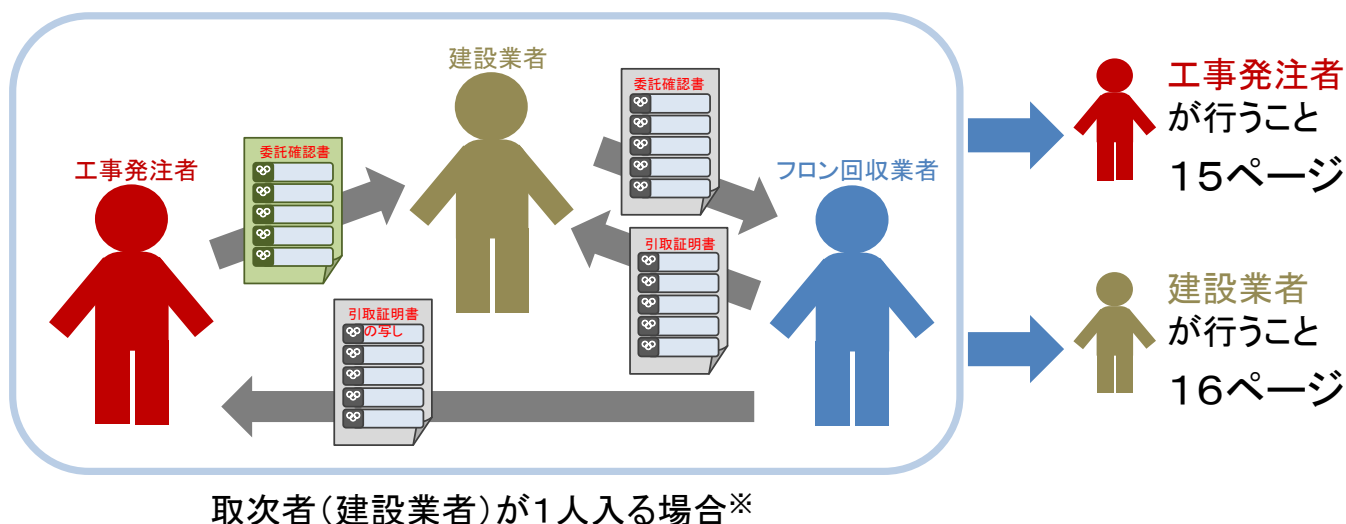 建設業者
委託確認書
工事発注者
委託確認書
フロン回収業者
引取証明書
引取証明書
の写し
工事発注者
が行うこと
15ページ
建設業者
が行うこと
16ページ
取次者(建設業者)が1人入る場合※